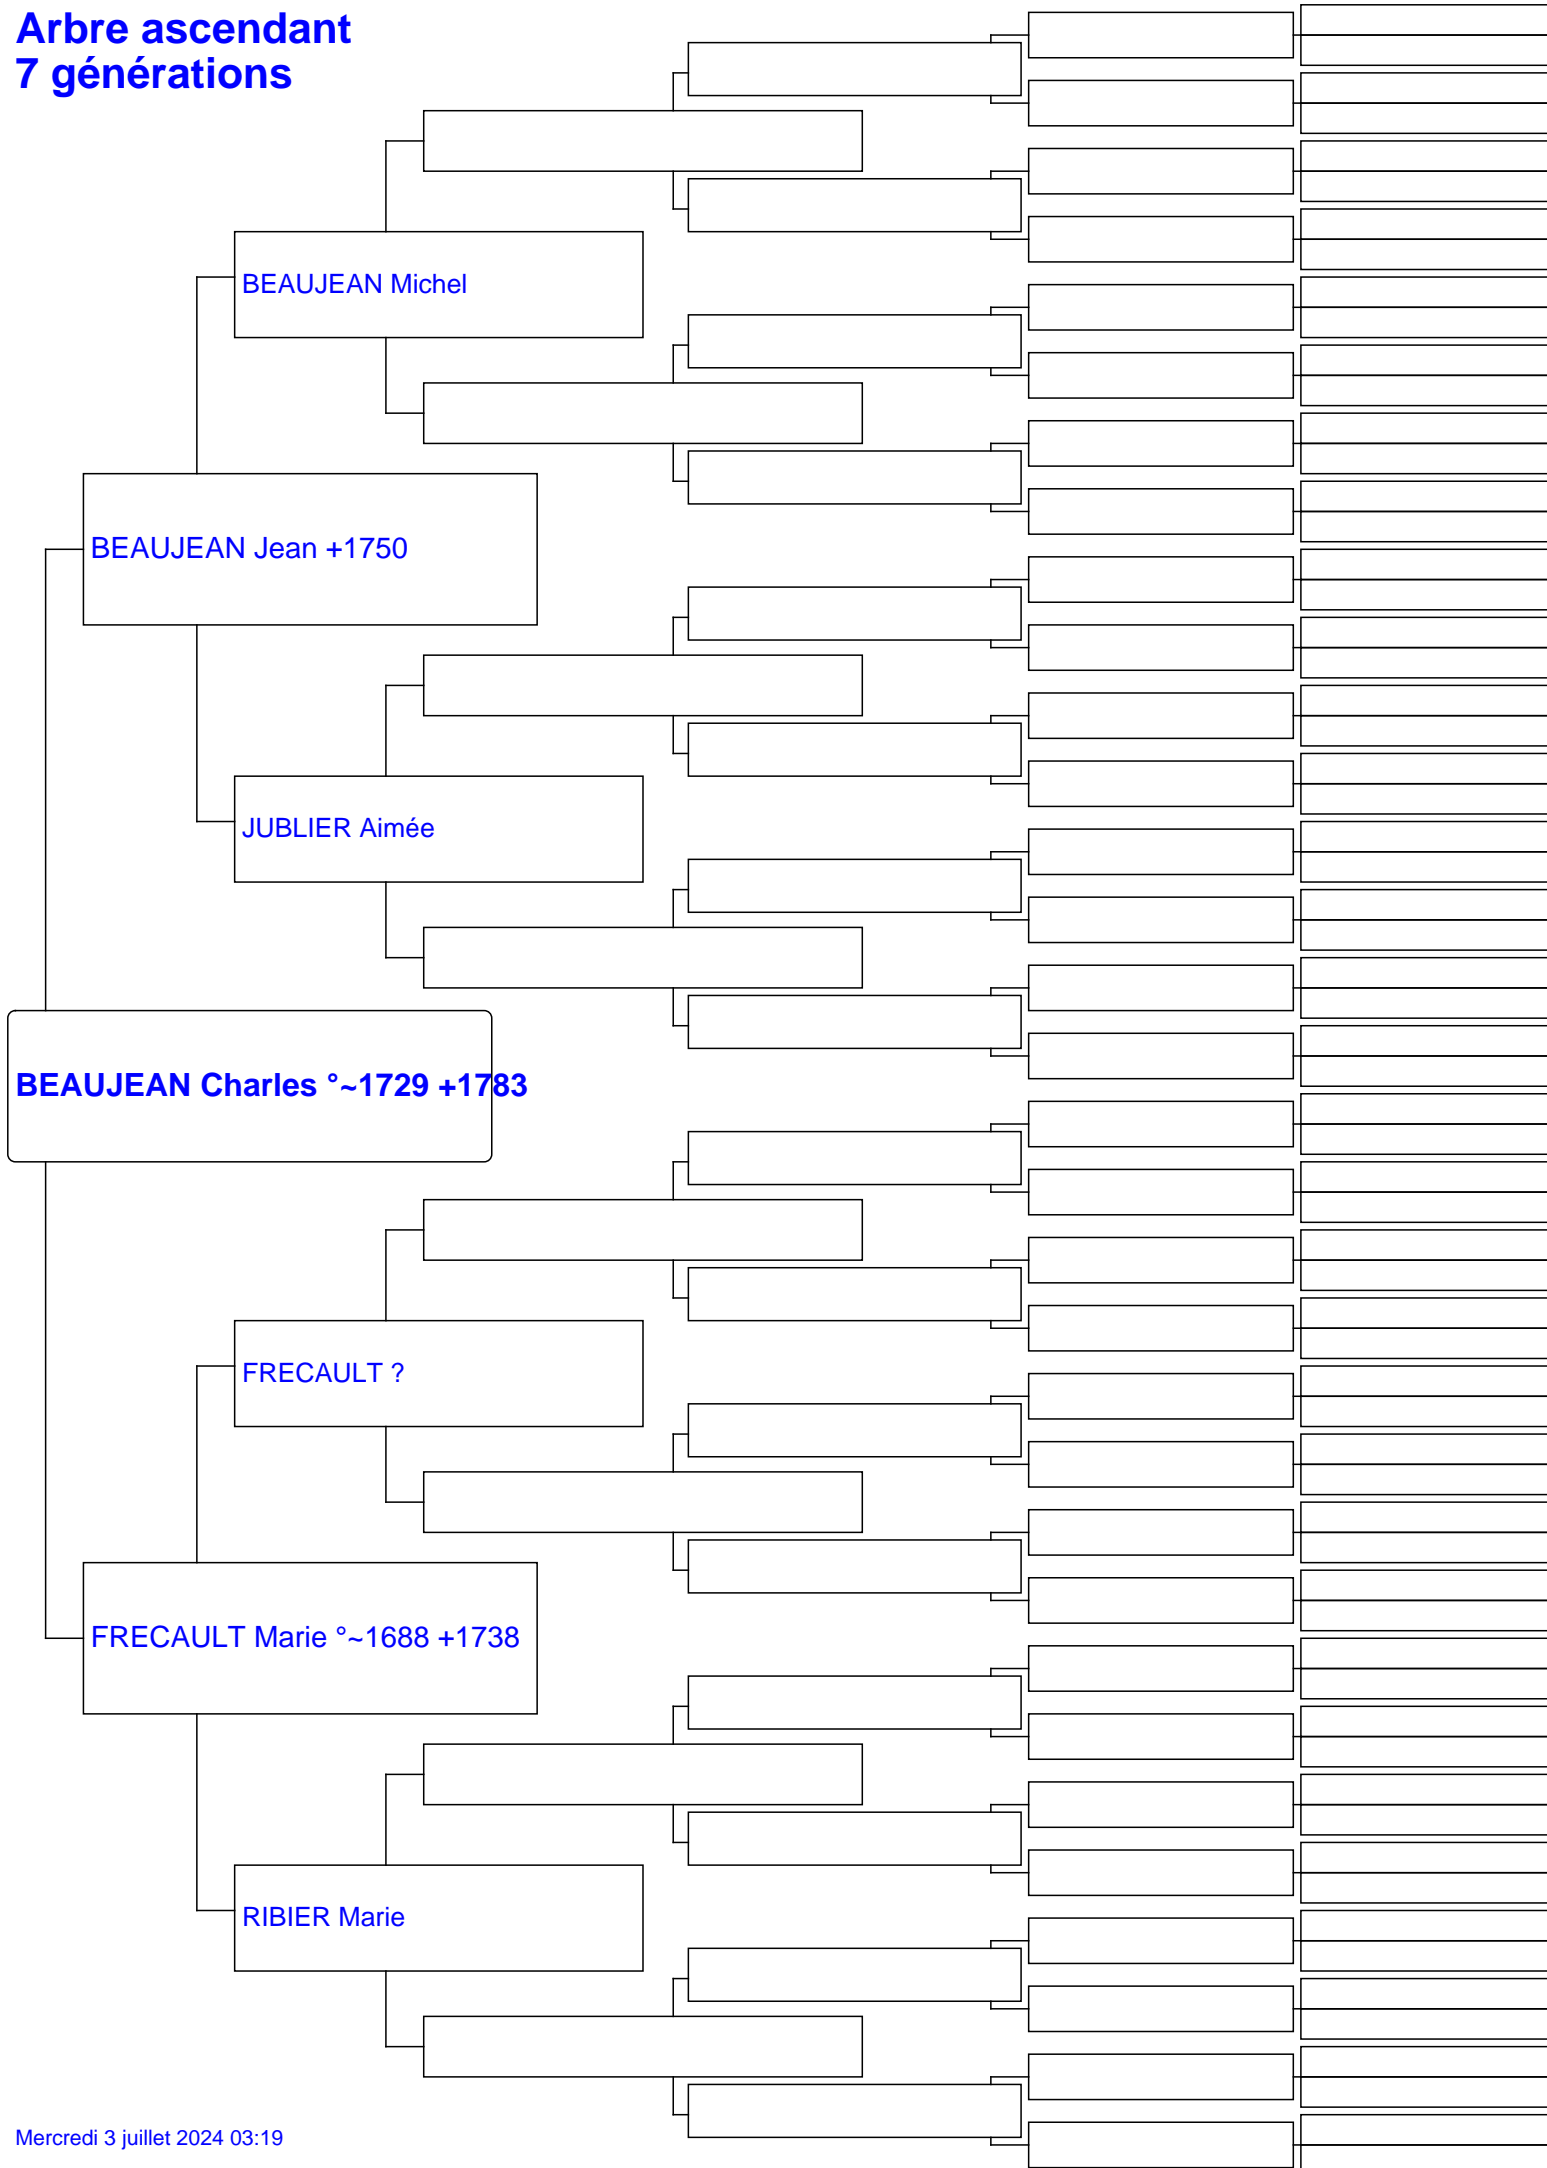 Arbre ascendant
7 générations
BEAUJEAN Michel
BEAUJEAN Jean +1750
JUBLIER Aimée
BEAUJEAN Charles °~1729 +1783
FRECAULT ?
FRECAULT Marie °~1688 +1738
RIBIER Marie
Mercredi 3 juillet 2024 03:19